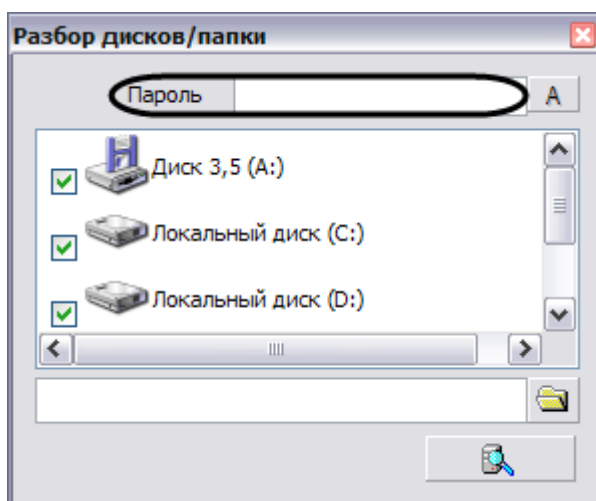 Разбор дисков/папки
Пароль A
Диск 3,5 (A:)
Локальный диск (C:)
Локальный диск (D:)